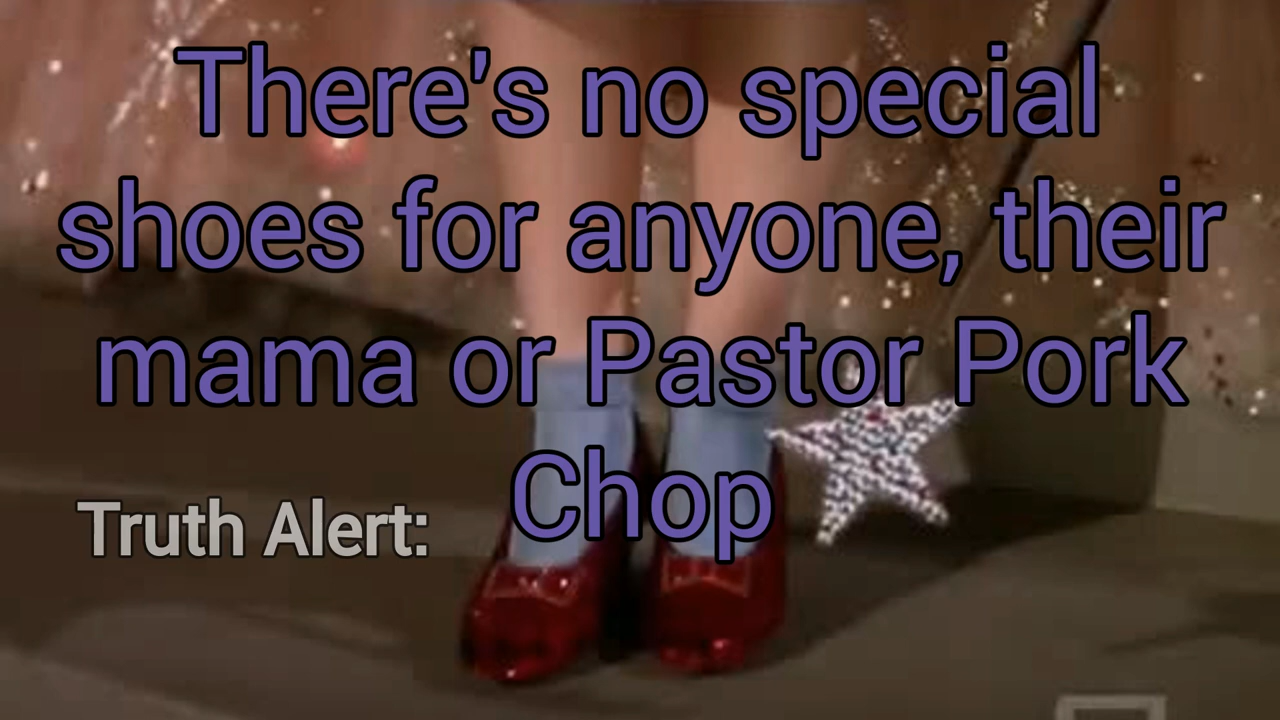 There's no special
shoes for anyone, their
mama or Pastor Pork
Chop
Truth Alert: